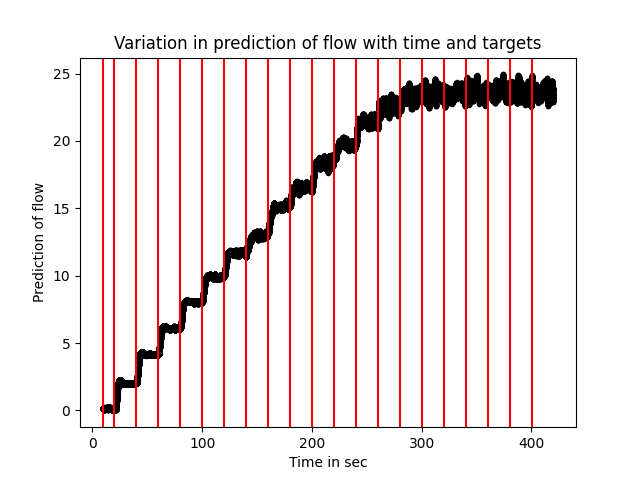 Variation in prediction of flow with time and targets
25
20
15
10
5
0
Prediction of flow
0 100 200 300 400
Time in sec